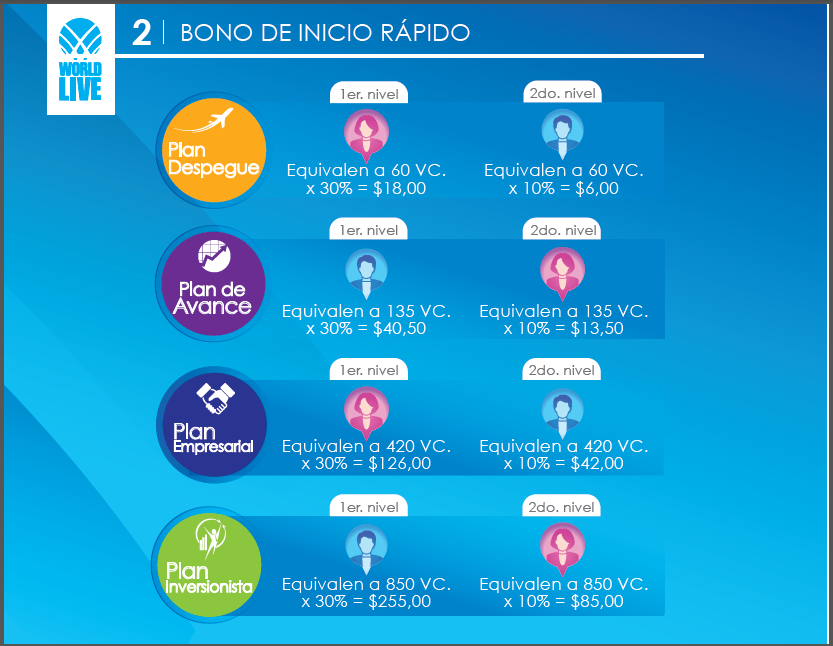 2 | BONO DE INICIO RÁPIDO
WORLD
LIVE
1er. nivel
2do. nivel
Plan
Despegue
Equivalen a 60 VC.
x 30% = $18,00
Equivalen a 60 VC.
x 10% = $6,00
1er. nivel
2do. nivel
Plan de
Avance
Equivalen a 135 VC.
x 30% = $40,50
Equivalen a 135 VC.
x 10% = $13,50
1er. nivel
2do. nivel
Plan
Empresarial
Equivalen a 420 VC.
x 30% = $126,00
Equivalen a 420 VC.
x 10% = $42,00
1er. nivel
2do. nivel
Plan
Inversionista
Equivalen a 850 VC.
x 30% = $255,00
Equivalen a 850 VC.
x 10% = $85,00